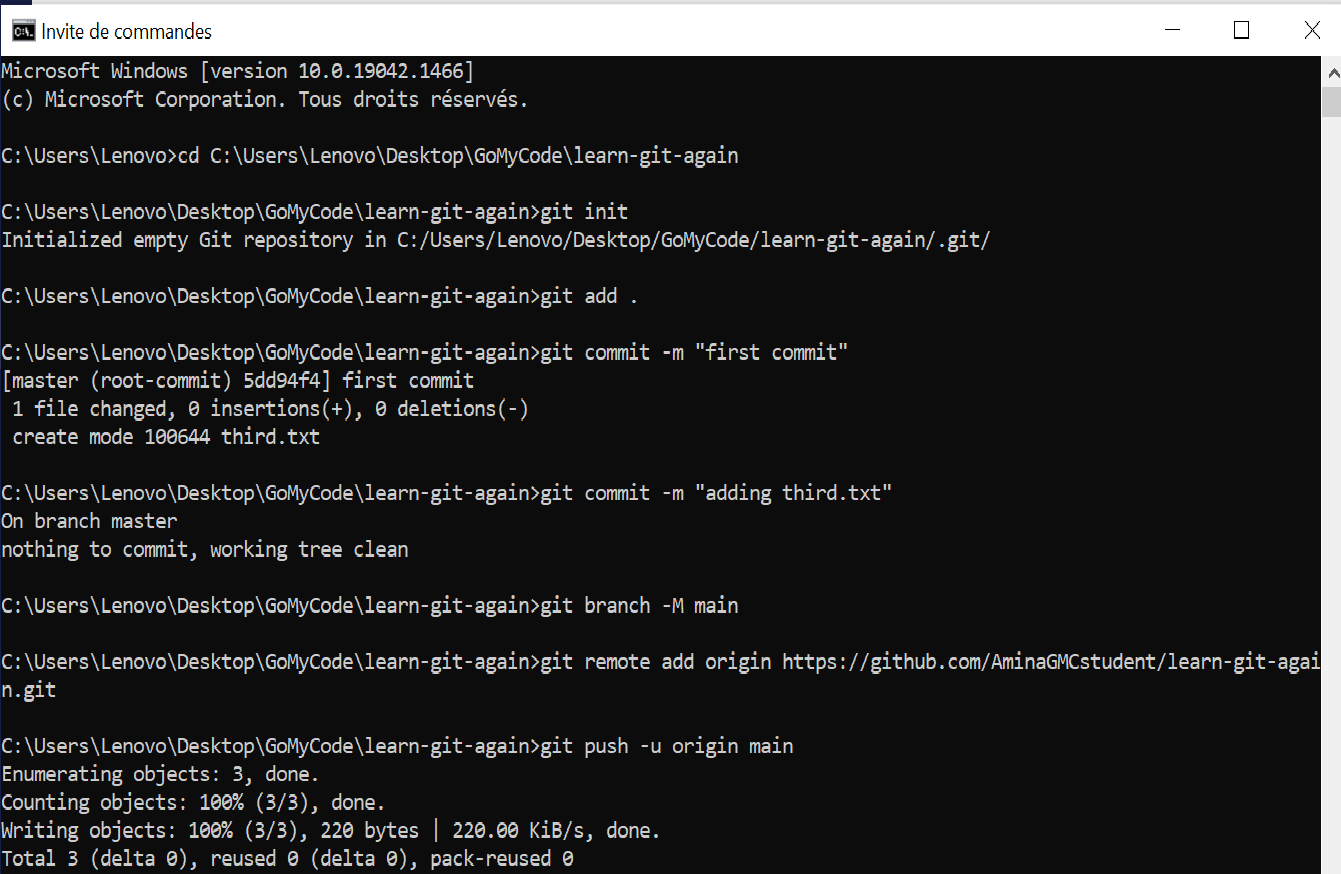 Invite de commandes
Microsoft Windows [version 10.0.19042.1466]
(c) Microsoft Corporation. Tous droits réservés.
C:\Users\Lenovo>cd C:\Users\Lenovo\Desktop\GoMyCode\learn-git-again
C:\Users\Lenovo\Desktop\GoMyCode\learn-git-again>git init
Initialized empty Git repository in C:/Users/Lenovo/Desktop/GoMyCode/learn-git-again/.git/
C:\Users\Lenovo\Desktop\GoMyCode\learn-git-again>git add .
C:\Users\Lenovo\Desktop\GoMyCode\learn-git-again>git commit -m "first commit"
[master (root-commit) 5dd94f4] first commit
 1 file changed, 0 insertions(+), 0 deletions(-)
 create mode 100644 third.txt
C:\Users\Lenovo\Desktop\GoMyCode\learn-git-again>git commit -m "adding third.txt"
On branch master
nothing to commit, working tree clean
C:\Users\Lenovo\Desktop\GoMyCode\learn-git-again>git branch -M main
C:\Users\Lenovo\Desktop\GoMyCode\learn-git-again>git remote add origin https://github.com/AminaGMCstudent/learn-git-agai
n.git
C:\Users\Lenovo\Desktop\GoMyCode\learn-git-again>git push -u origin main
Enumerating objects: 3, done.
Counting objects: 100% (3/3), done.
Writing objects: 100% (3/3), 220 bytes | 220.00 KiB/s, done.
Total 3 (delta 0), reused 0 (delta 0), pack-reused 0